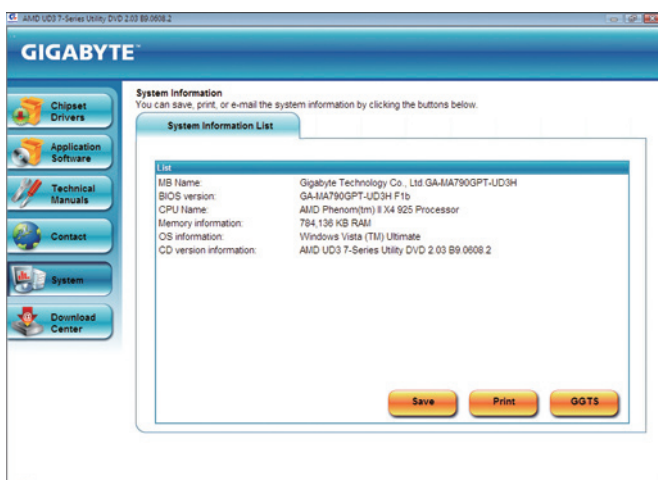 AMD UD3 7-Series Utility DVD 2.03 B9.0608.2
GIGABYTE™
Chipset
Drivers
Application
Software
Technical
Manuals
Contact
System
Download
Center
System Information
You can save, print, or e-mail the system information by clicking the buttons below.
System Information List
List
MB Name: Gigabyte Technology Co., Ltd.GA-MA790GPT-UD3H
BIOS version: GA-MA790GPT-UD3H F1b
CPU Name: AMD Phenom(tm) II X4 925 Processor
Memory information: 784,136 KB RAM
OS information: Windows Vista (TM) Ultimate
CD version information: AMD UD3 7-Series Utility DVD 2.03 B9.0608.2
Save Print GGTS